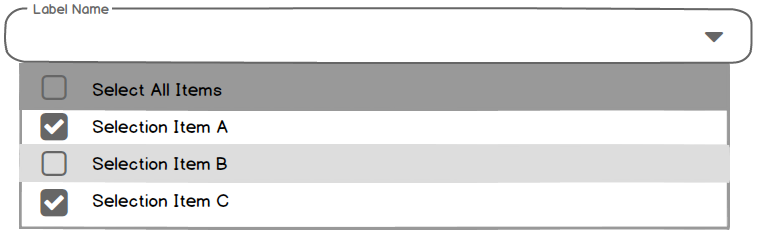 Label Name
Select All Items
Selection Item A
Selection Item B
Selection Item C